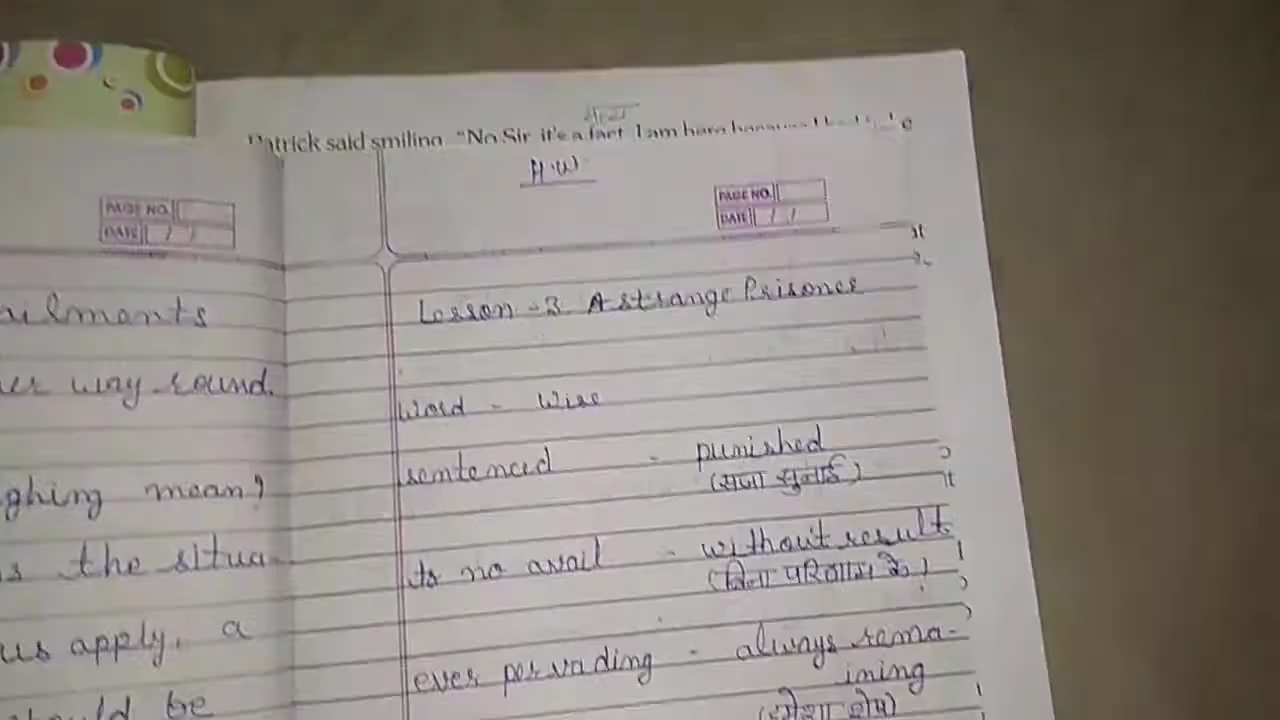 Patrick said smiling. "No Sir, it's a fact. I am here
H.W
PAGE NO.
DATE / /
PAGE NO.
DATE / /
ailments
Lesson - 3 A strange Prisoner
way round.
word - wise
sentenced - punished
(सजा सुनाई)
ghing mean?
to no avail - without result
(बिना परिणाम के)
the situa-
us apply, a
ever pervading - always rema-
ining
should be
(हमेशा शेष)